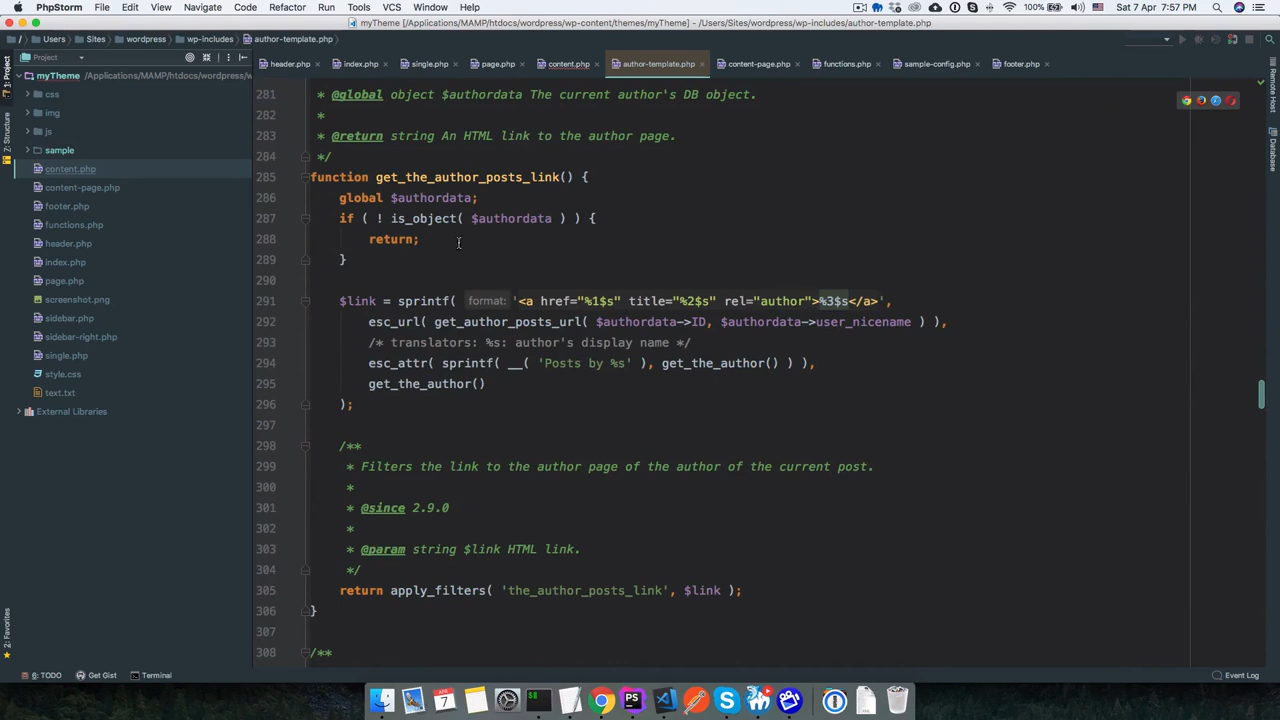 PhpStorm File Edit View Navigate Code Refactor Run Tools VCS Window Help 100% Sat 7 Apr 7:57 PM
myTheme [/Applications/MAMP/htdocs/wordpress/wp-content/themes/myTheme] - /Users/Sites/wordpress/wp-includes/author-template.php
/ Users Sites wordpress wp-includes author-template.php
Project
header.php index.php single.php page.php content.php author-template.php content-page.php functions.php sample-config.php footer.php
1: Project
7: Structure
2: Favorites
myTheme /Applications/MAMP/htdocs/wordpress/
css
img
js
sample
content.php
content-page.php
footer.php
functions.php
header.php
index.php
page.php
screenshot.png
sidebar.php
sidebar-right.php
single.php
style.css
text.txt
External Libraries
281 * @global object $authordata The current author's DB object.
282 *
283 * @return string An HTML link to the author page.
284 */
285 function get_the_author_posts_link() {
286 global $authordata;
287 if ( ! is_object( $authordata ) ) {
288 return;
289 }
290
291 $link = sprintf( format: '<a href="%1$s" title="%2$s" rel="author">%3$s</a>',
292 esc_url( get_author_posts_url( $authordata->ID, $authordata->user_nicename ) ),
293 /* translators: %s: author's display name */
294 esc_attr( sprintf( __( 'Posts by %s' ), get_the_author() ) ),
295 get_the_author()
296 );
297
298 /**
299 * Filters the link to the author page of the author of the current post.
300 *
301 * @since 2.9.0
302 *
303 * @param string $link HTML link.
304 */
305 return apply_filters( 'the_author_posts_link', $link );
306 }
307
308 /**
Remote Host
Database
6: TODO Get Gist Terminal Event Log